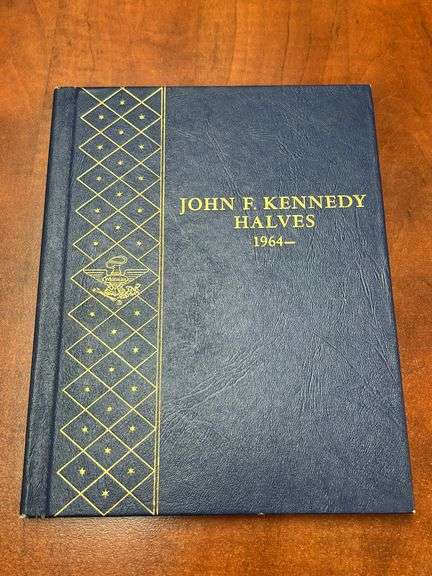 JOHN F. KENNEDY
HALVES
1964—
®